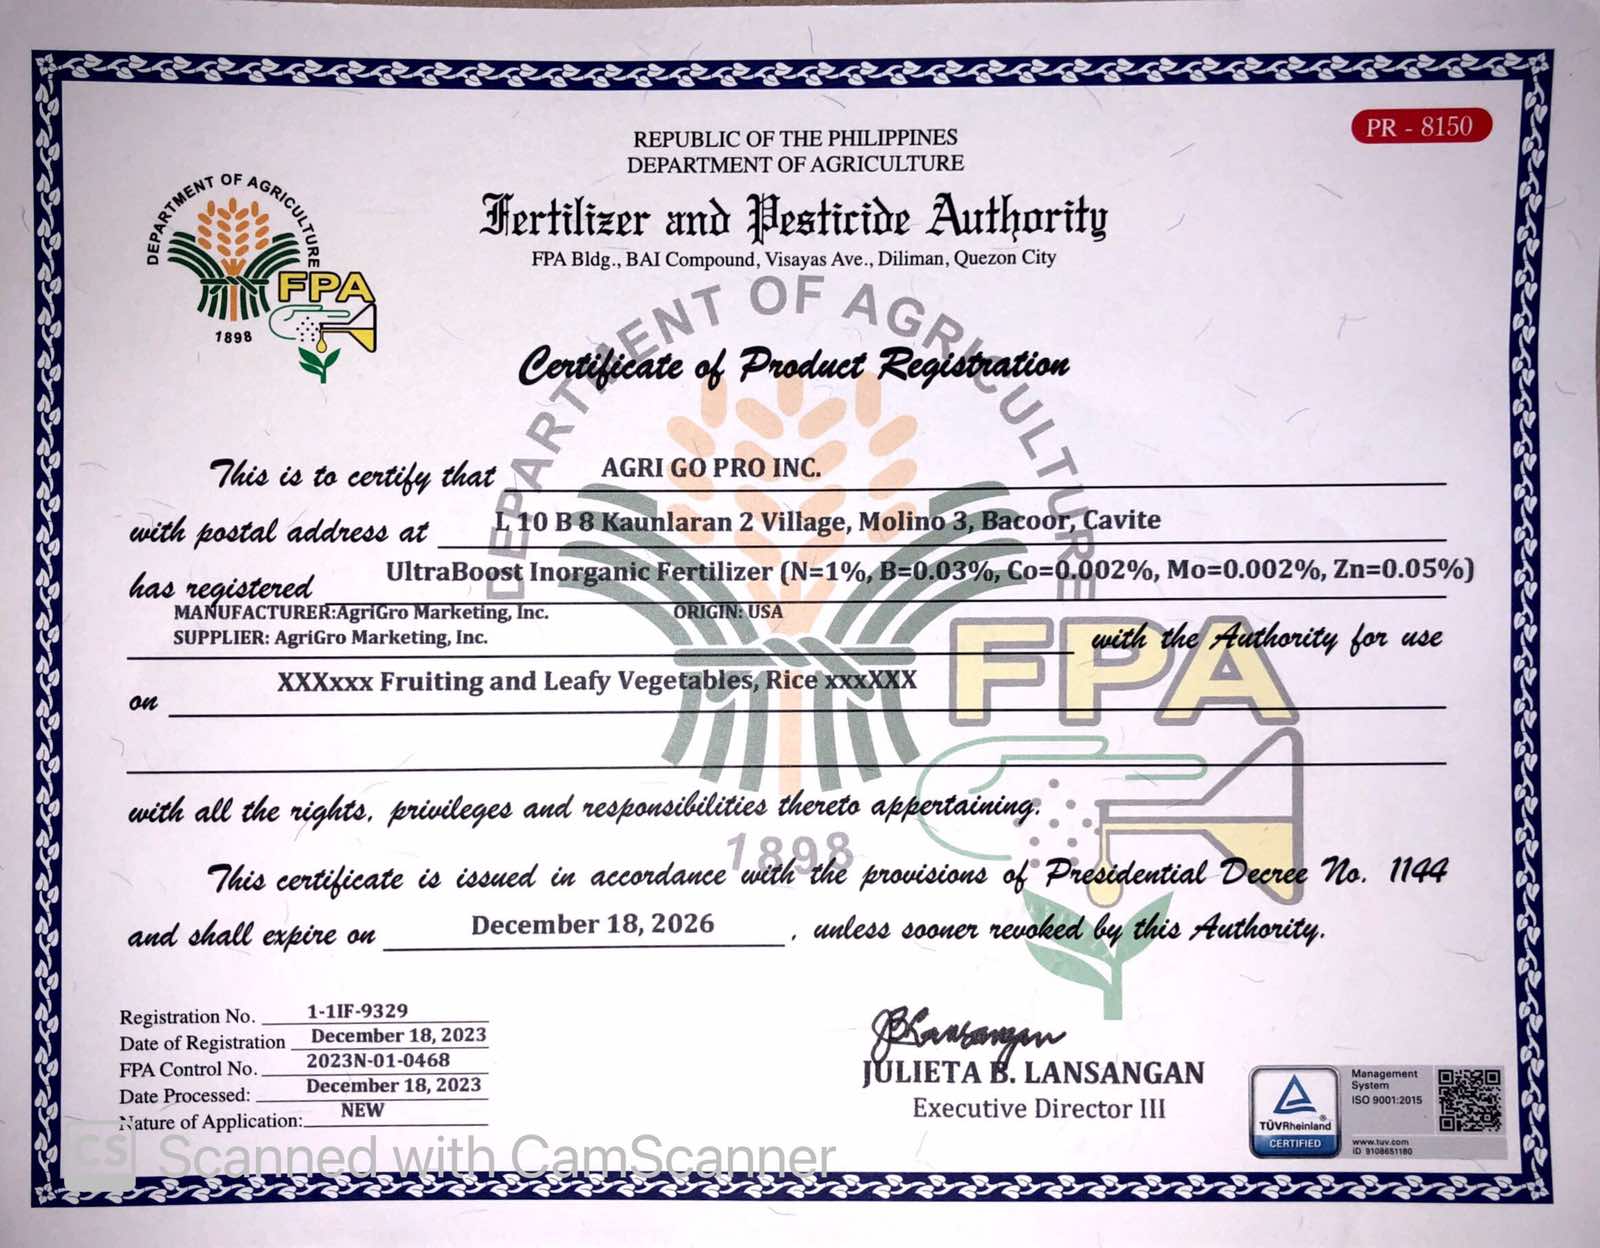 PR - 8150
REPUBLIC OF THE PHILIPPINES
DEPARTMENT OF AGRICULTURE
Fertilizer and Pesticide Authority
FPA Bldg., BAI Compound, Visayas Ave., Diliman, Quezon City
DEPARTMENT OF AGRICULTURE
FPA
1898
DEPARTMENT OF AGRICULTURE
Certificate of Product Registration
This is to certify that AGRI GO PRO INC.
with postal address at L 10 B 8 Kaunlaran 2 Village, Molino 3, Bacoor, Cavite
has registered UltraBoost Inorganic Fertilizer (N=1%, B=0.03%, Co=0.002%, Mo=0.002%, Zn=0.05%)
MANUFACTURER:AgriGro Marketing, Inc. ORIGIN: USA
SUPPLIER: AgriGro Marketing, Inc. with the Authority for use
FPA
on XXXxxx Fruiting and Leafy Vegetables, Rice xxxXXX
with all the rights, privileges and responsibilities thereto appertaining.
1898
This certificate is issued in accordance with the provisions of Presidential Decree No. 1144
and shall expire on December 18, 2026 , unless sooner revoked by this Authority.
Registration No. 1-1IF-9329
Date of Registration December 18, 2023
FPA Control No. 2023N-01-0468
Date Processed: December 18, 2023
Nature of Application: NEW
JBLansangan
JULIETA B. LANSANGAN
Executive Director III
TÜVRheinland
CERTIFIED
Management
System
ISO 9001:2015
www.tuv.com
ID 9108651180
CS Scanned with CamScanner